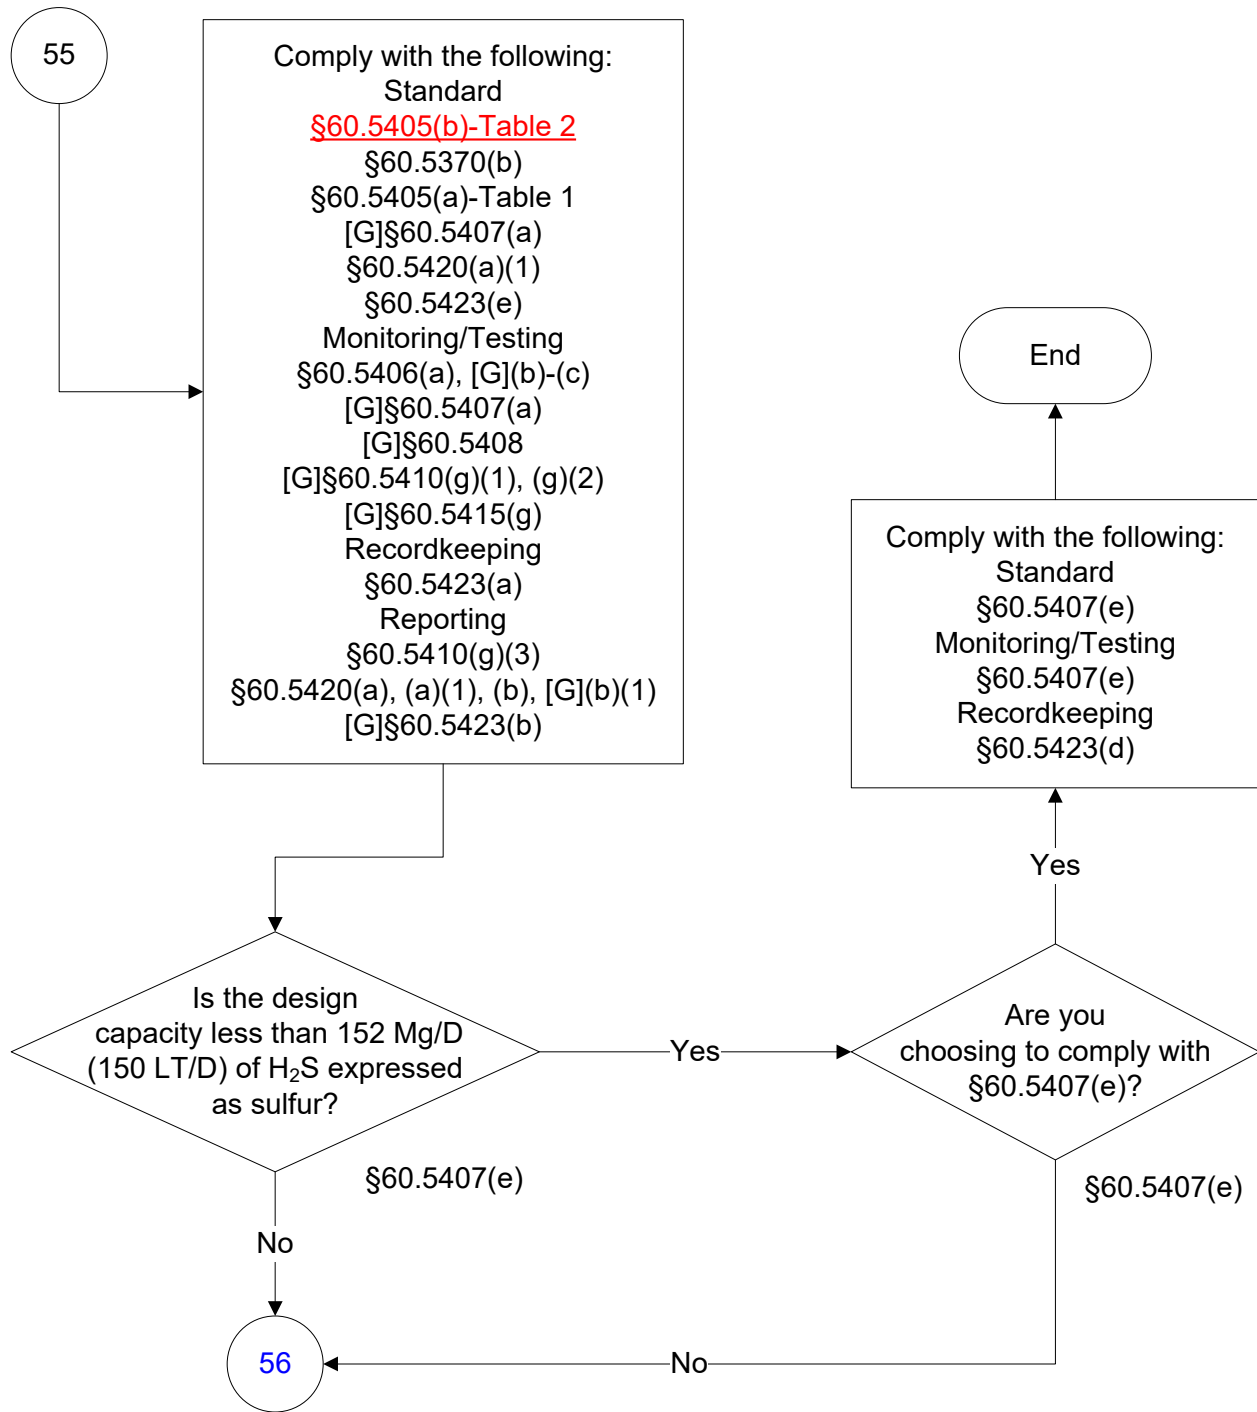 55
Comply with the following:
Standard
§60.5405(b)-Table 2
§60.5370(b)
§60.5405(a)-Table 1
[G]§60.5407(a)
§60.5420(a)(1)
§60.5423(e)
Monitoring/Testing
§60.5406(a), [G](b)-(c)
[G]§60.5407(a)
[G]§60.5408
[G]§60.5410(g)(1), (g)(2)
[G]§60.5415(g)
Recordkeeping
§60.5423(a)
Reporting
§60.5410(g)(3)
§60.5420(a), (a)(1), (b), [G](b)(1)
[G]§60.5423(b)
End
Comply with the following:
Standard
§60.5407(e)
Monitoring/Testing
§60.5407(e)
Recordkeeping
§60.5423(d)
Yes
Is the design
capacity less than 152 Mg/D
(150 LT/D) of H₂S expressed
as sulfur?
Yes
Are you
choosing to comply with
§60.5407(e)?
§60.5407(e)
§60.5407(e)
No
56
No